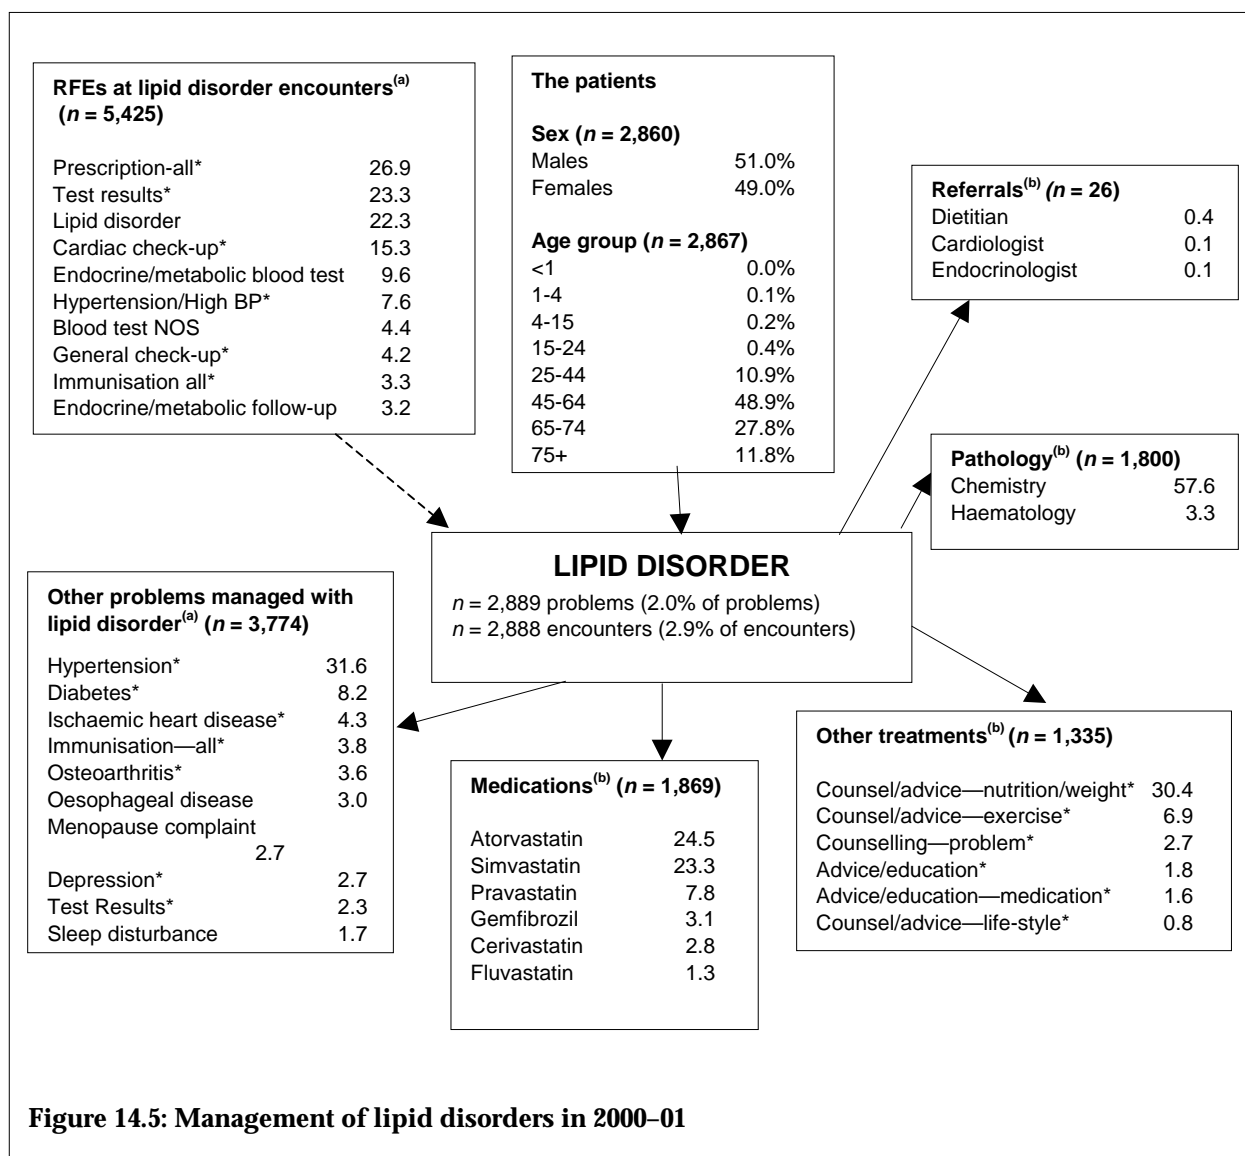 RFEs at lipid disorder encounters(a)
(n = 5,425)
Prescription-all* 26.9
Test results* 23.3
Lipid disorder 22.3
Cardiac check-up* 15.3
Endocrine/metabolic blood test 9.6
Hypertension/High BP* 7.6
Blood test NOS 4.4
General check-up* 4.2
Immunisation all* 3.3
Endocrine/metabolic follow-up 3.2
The patients
Sex (n = 2,860)
Males 51.0%
Females 49.0%
Age group (n = 2,867)
<1 0.0%
1-4 0.1%
4-15 0.2%
15-24 0.4%
25-44 10.9%
45-64 48.9%
65-74 27.8%
75+ 11.8%
Referrals(b) (n = 26)
Dietitian 0.4
Cardiologist 0.1
Endocrinologist 0.1
Pathology(b) (n = 1,800)
Chemistry 57.6
Haematology 3.3
LIPID DISORDER
n = 2,889 problems (2.0% of problems)
n = 2,888 encounters (2.9% of encounters)
Other problems managed with
lipid disorder(a) (n = 3,774)
Hypertension* 31.6
Diabetes* 8.2
Ischaemic heart disease* 4.3
Immunisation—all* 3.8
Osteoarthritis* 3.6
Oesophageal disease 3.0
Menopause complaint
2.7
Depression* 2.7
Test Results* 2.3
Sleep disturbance 1.7
Medications(b) (n = 1,869)
Atorvastatin 24.5
Simvastatin 23.3
Pravastatin 7.8
Gemfibrozil 3.1
Cerivastatin 2.8
Fluvastatin 1.3
Other treatments(b) (n = 1,335)
Counsel/advice—nutrition/weight* 30.4
Counsel/advice—exercise* 6.9
Counselling—problem* 2.7
Advice/education* 1.8
Advice/education—medication* 1.6
Counsel/advice—life-style* 0.8
Figure 14.5: Management of lipid disorders in 2000–01